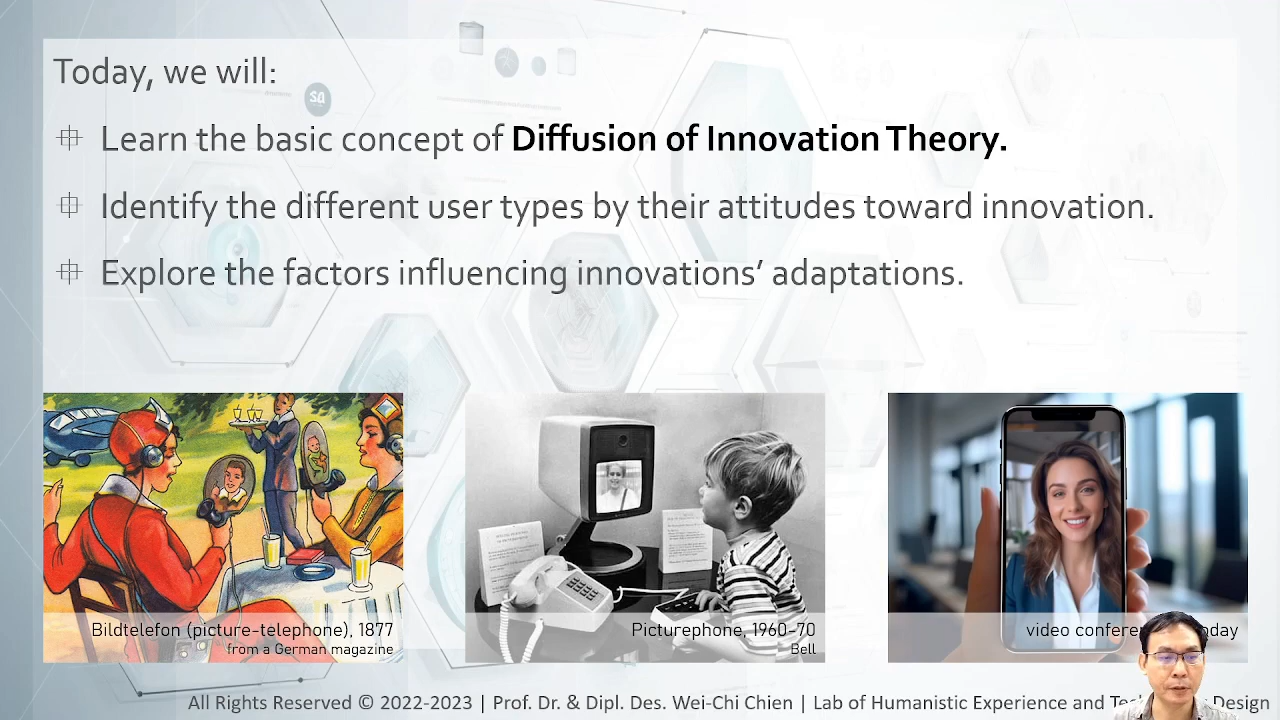 Today, we will:
Learn the basic concept of Diffusion of Innovation Theory.
Identify the different user types by their attitudes toward innovation.
Explore the factors influencing innovations’ adaptations.
Bildtelefon (picture-telephone), 1877
from a German magazine
Picturephone, 1960-70
Bell
video
All Rights Reserved © 2022-2023 | Prof. Dr. & Dipl. Des. Wei-Chi Chien | Lab of Humanistic Experience and Design